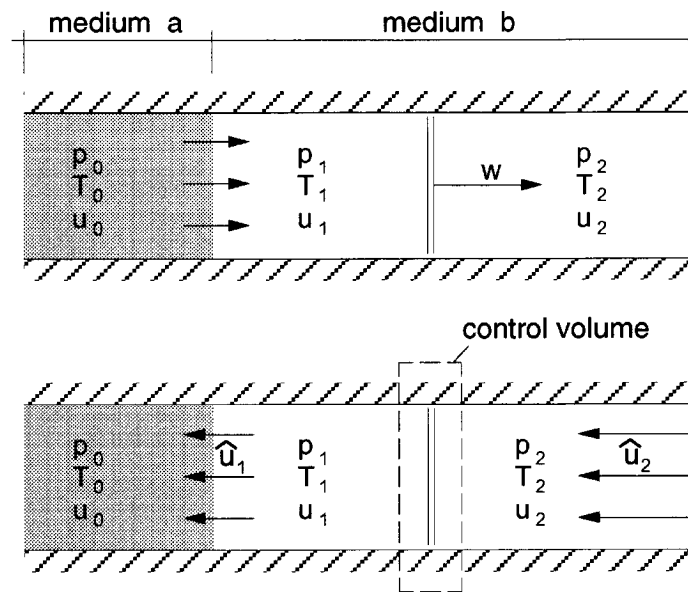 medium a medium b
p₀ p₁ p₂
T₀ T₁ w T₂
u₀ u₁ u₂
control volume
p₀ û₁ p₁ p₂ û₂
T₀ T₁ T₂
u₀ u₁ u₂